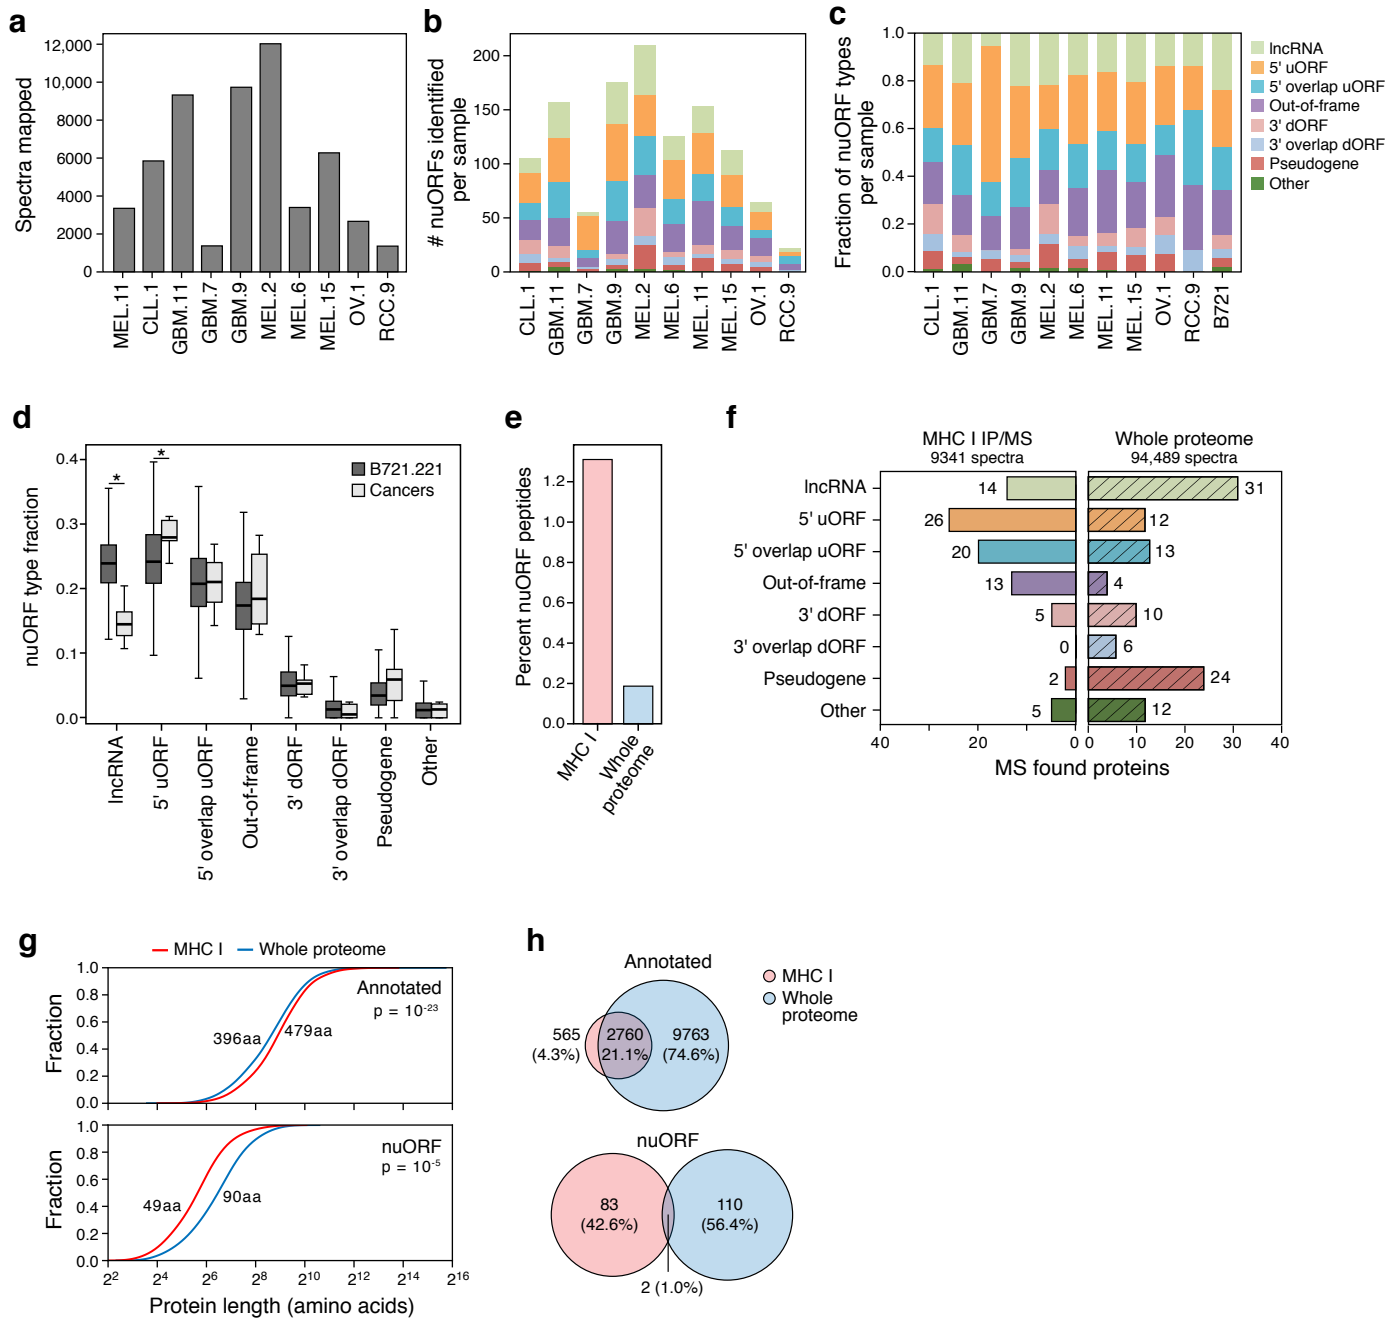 a
Spectra mapped
12,000
10,000
8000
6000
4000
2000
0
MEL.11
CLL.1
GBM.11
GBM.7
GBM.9
MEL.2
MEL.6
MEL.15
OV.1
RCC.9
b
# nuORFs identified
per sample
200
150
100
50
0
CLL.1
GBM.11
GBM.7
GBM.9
MEL.2
MEL.6
MEL.11
MEL.15
OV.1
RCC.9
c
Fraction of nuORF types
per sample
1.0
0.8
0.6
0.4
0.2
0.0
CLL.1
GBM.11
GBM.7
GBM.9
MEL.2
MEL.6
MEL.11
MEL.15
OV.1
RCC.9
B721
lncRNA
5' uORF
5' overlap uORF
Out-of-frame
3' dORF
3' overlap dORF
Pseudogene
Other
d
nuORF type fraction
0.4
0.3
0.2
0.1
0.0
*
*
B721.221
Cancers
lncRNA
5' uORF
5' overlap uORF
Out-of-frame
3' dORF
3' overlap dORF
Pseudogene
Other
e
Percent nuORF peptides
1.2
1.0
0.8
0.6
0.4
0.2
0.0
MHC I
Whole
proteome
f
MHC I IP/MS
9341 spectra
Whole proteome
94,489 spectra
lncRNA 14 31
5' uORF 26 12
5' overlap uORF 20 13
Out-of-frame 13 4
3' dORF 5 10
3' overlap dORF 0 6
Pseudogene 2 24
Other 5 12
40 20 0 0 10 20 30 40
MS found proteins
g
MHC I Whole proteome
Fraction
1.0
0.8
0.6
0.4
0.2
0.0
Annotated
p = 10-23
396aa
479aa
Fraction
1.0
0.8
0.6
0.4
0.2
0.0
nuORF
p = 10-5
49aa
90aa
22 24 26 28 210 212 214 216
Protein length (amino acids)
h
Annotated
MHC I
Whole
proteome
565
(4.3%)
2760
21.1%
9763
(74.6%)
nuORF
83
(42.6%)
110
(56.4%)
2 (1.0%)